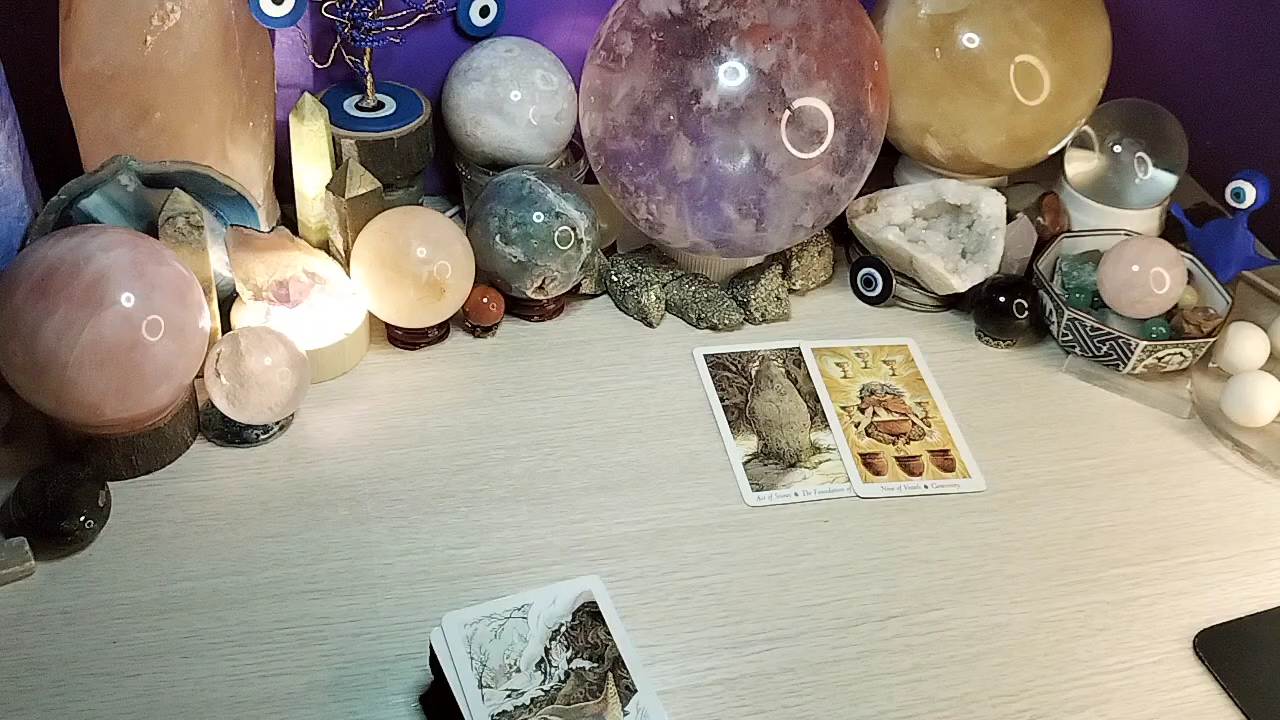 Ace of Stones ♦ The Foundation of
Nine of Vessels ♦ Generosity